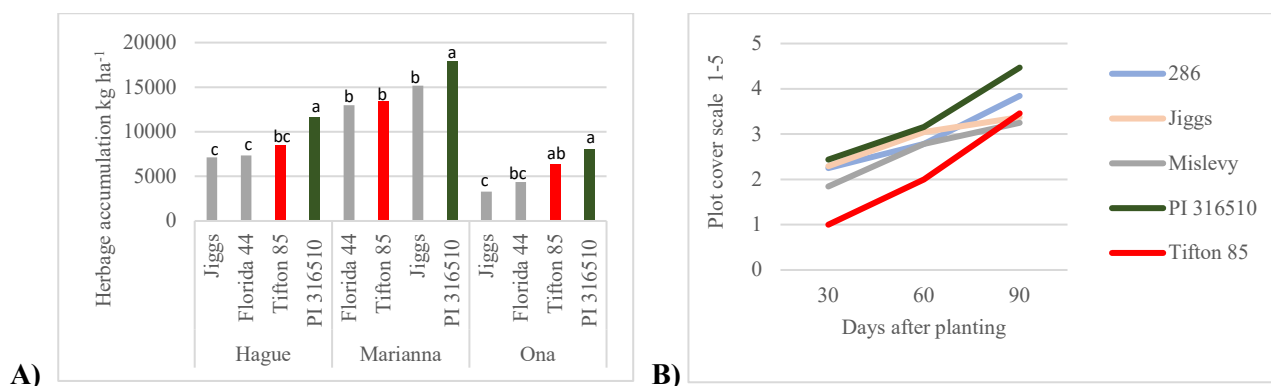 20000
15000
10000
5000
0
Herbage accumulation kg ha-1
c c bc a b b b a c bc ab a
Jiggs
Florida 44
Tifton 85
PI 316510
Florida 44
Tifton 85
Jiggs
PI 316510
Jiggs
Florida 44
Tifton 85
PI 316510
Hague Marianna Ona
A)
5
4
3
2
1
0
Plot cover scale 1-5
30 60 90
Days after planting
286
Jiggs
Mislevy
PI 316510
Tifton 85
B)